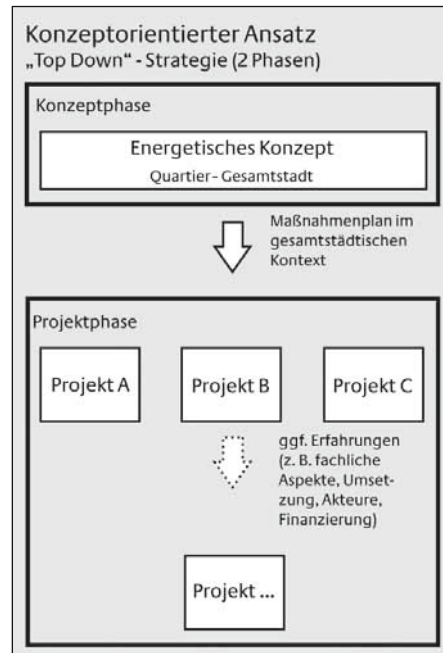 Konzeptorientierter Ansatz
„Top Down“ - Strategie (2 Phasen)
Konzeptphase
Energetisches Konzept
Quartier- Gesamtstadt
Maßnahmenplan im
gesamtstädtischen
Kontext
Projektphase
Projekt A
Projekt B
Projekt C
ggf. Erfahrungen
(z. B. fachliche
Aspekte, Umset-
zung, Akteure,
Finanzierung)
Projekt ...